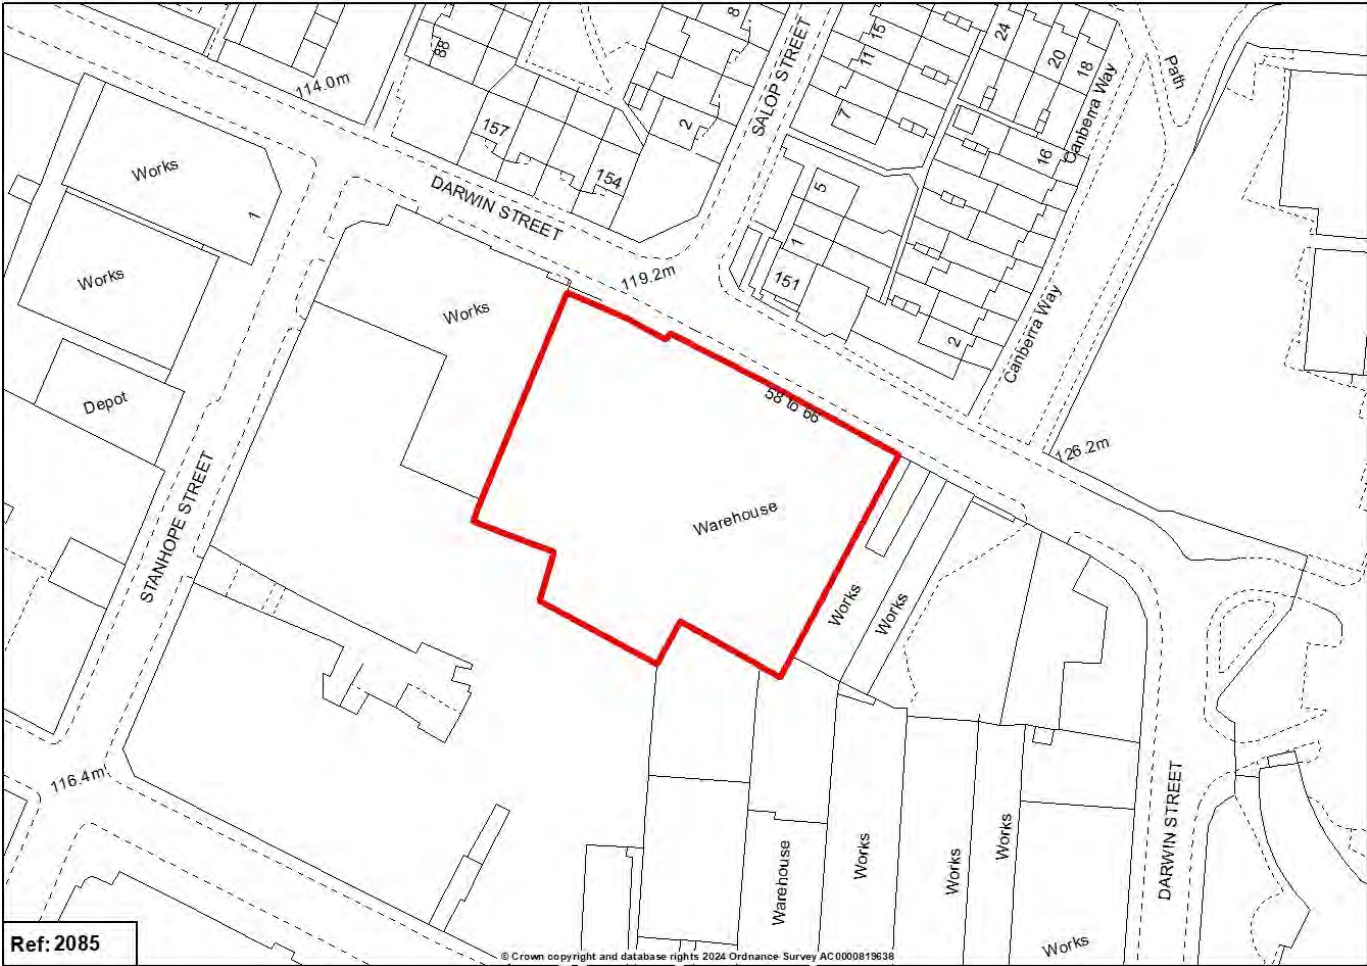 88
8
SALOP STREET
15
11
7
24
20
18
Canberra Way
Path
114.0m
157
154
2
16
Works
1
DARWIN STREET
5
1
151
119.2m
2
Canberra Way
Works
Works
Depot
58 to 66
126.2m
STANHOPE STREET
Warehouse
Works
Works
116.4m
Warehouse
Works
Works
Works
DARWIN STREET
Works
Ref: 2085
© Crown copyright and database rights 2024 Ordnance Survey AC0000819638